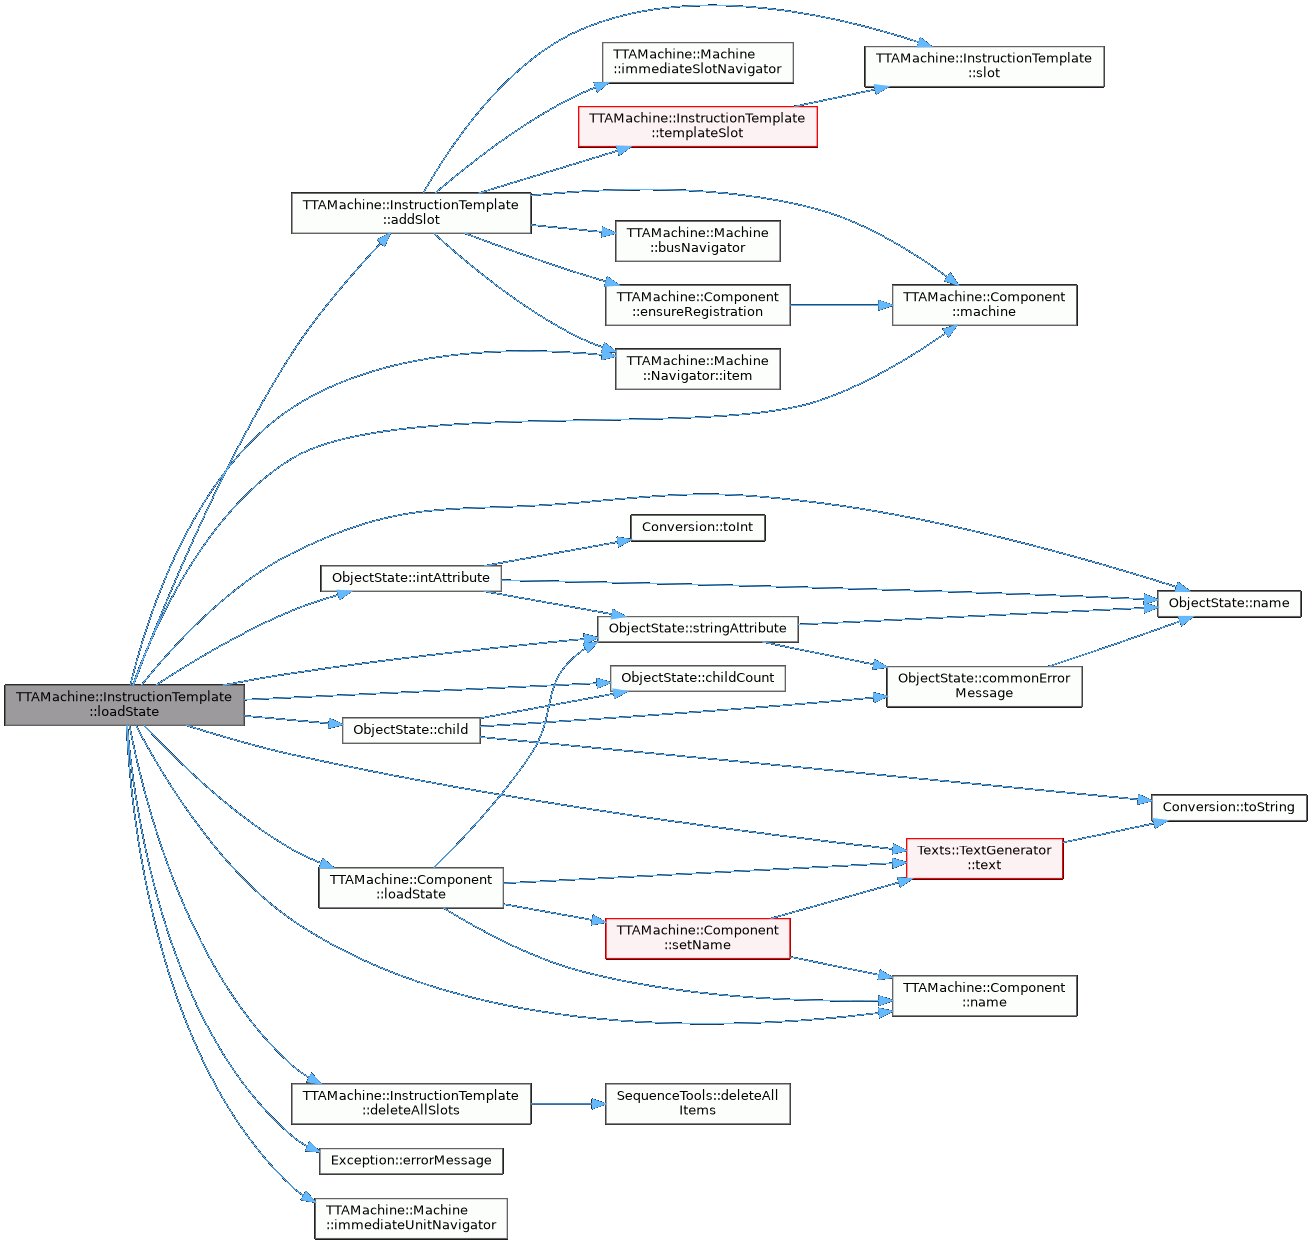 TTAMachine::Machine
::immediateSlotNavigator
TTAMachine::InstructionTemplate
::slot
TTAMachine::InstructionTemplate
::templateSlot
TTAMachine::InstructionTemplate
::addSlot
TTAMachine::Machine
::busNavigator
TTAMachine::Component
::ensureRegistration
TTAMachine::Component
::machine
TTAMachine::Machine
::Navigator::item
Conversion::toInt
ObjectState::intAttribute
ObjectState::name
ObjectState::stringAttribute
ObjectState::childCount
ObjectState::commonError
Message
TTAMachine::InstructionTemplate
::loadState
ObjectState::child
Conversion::toString
Texts::TextGenerator
::text
TTAMachine::Component
::loadState
TTAMachine::Component
::setName
TTAMachine::Component
::name
TTAMachine::InstructionTemplate
::deleteAllSlots
SequenceTools::deleteAll
Items
Exception::errorMessage
TTAMachine::Machine
::immediateUnitNavigator